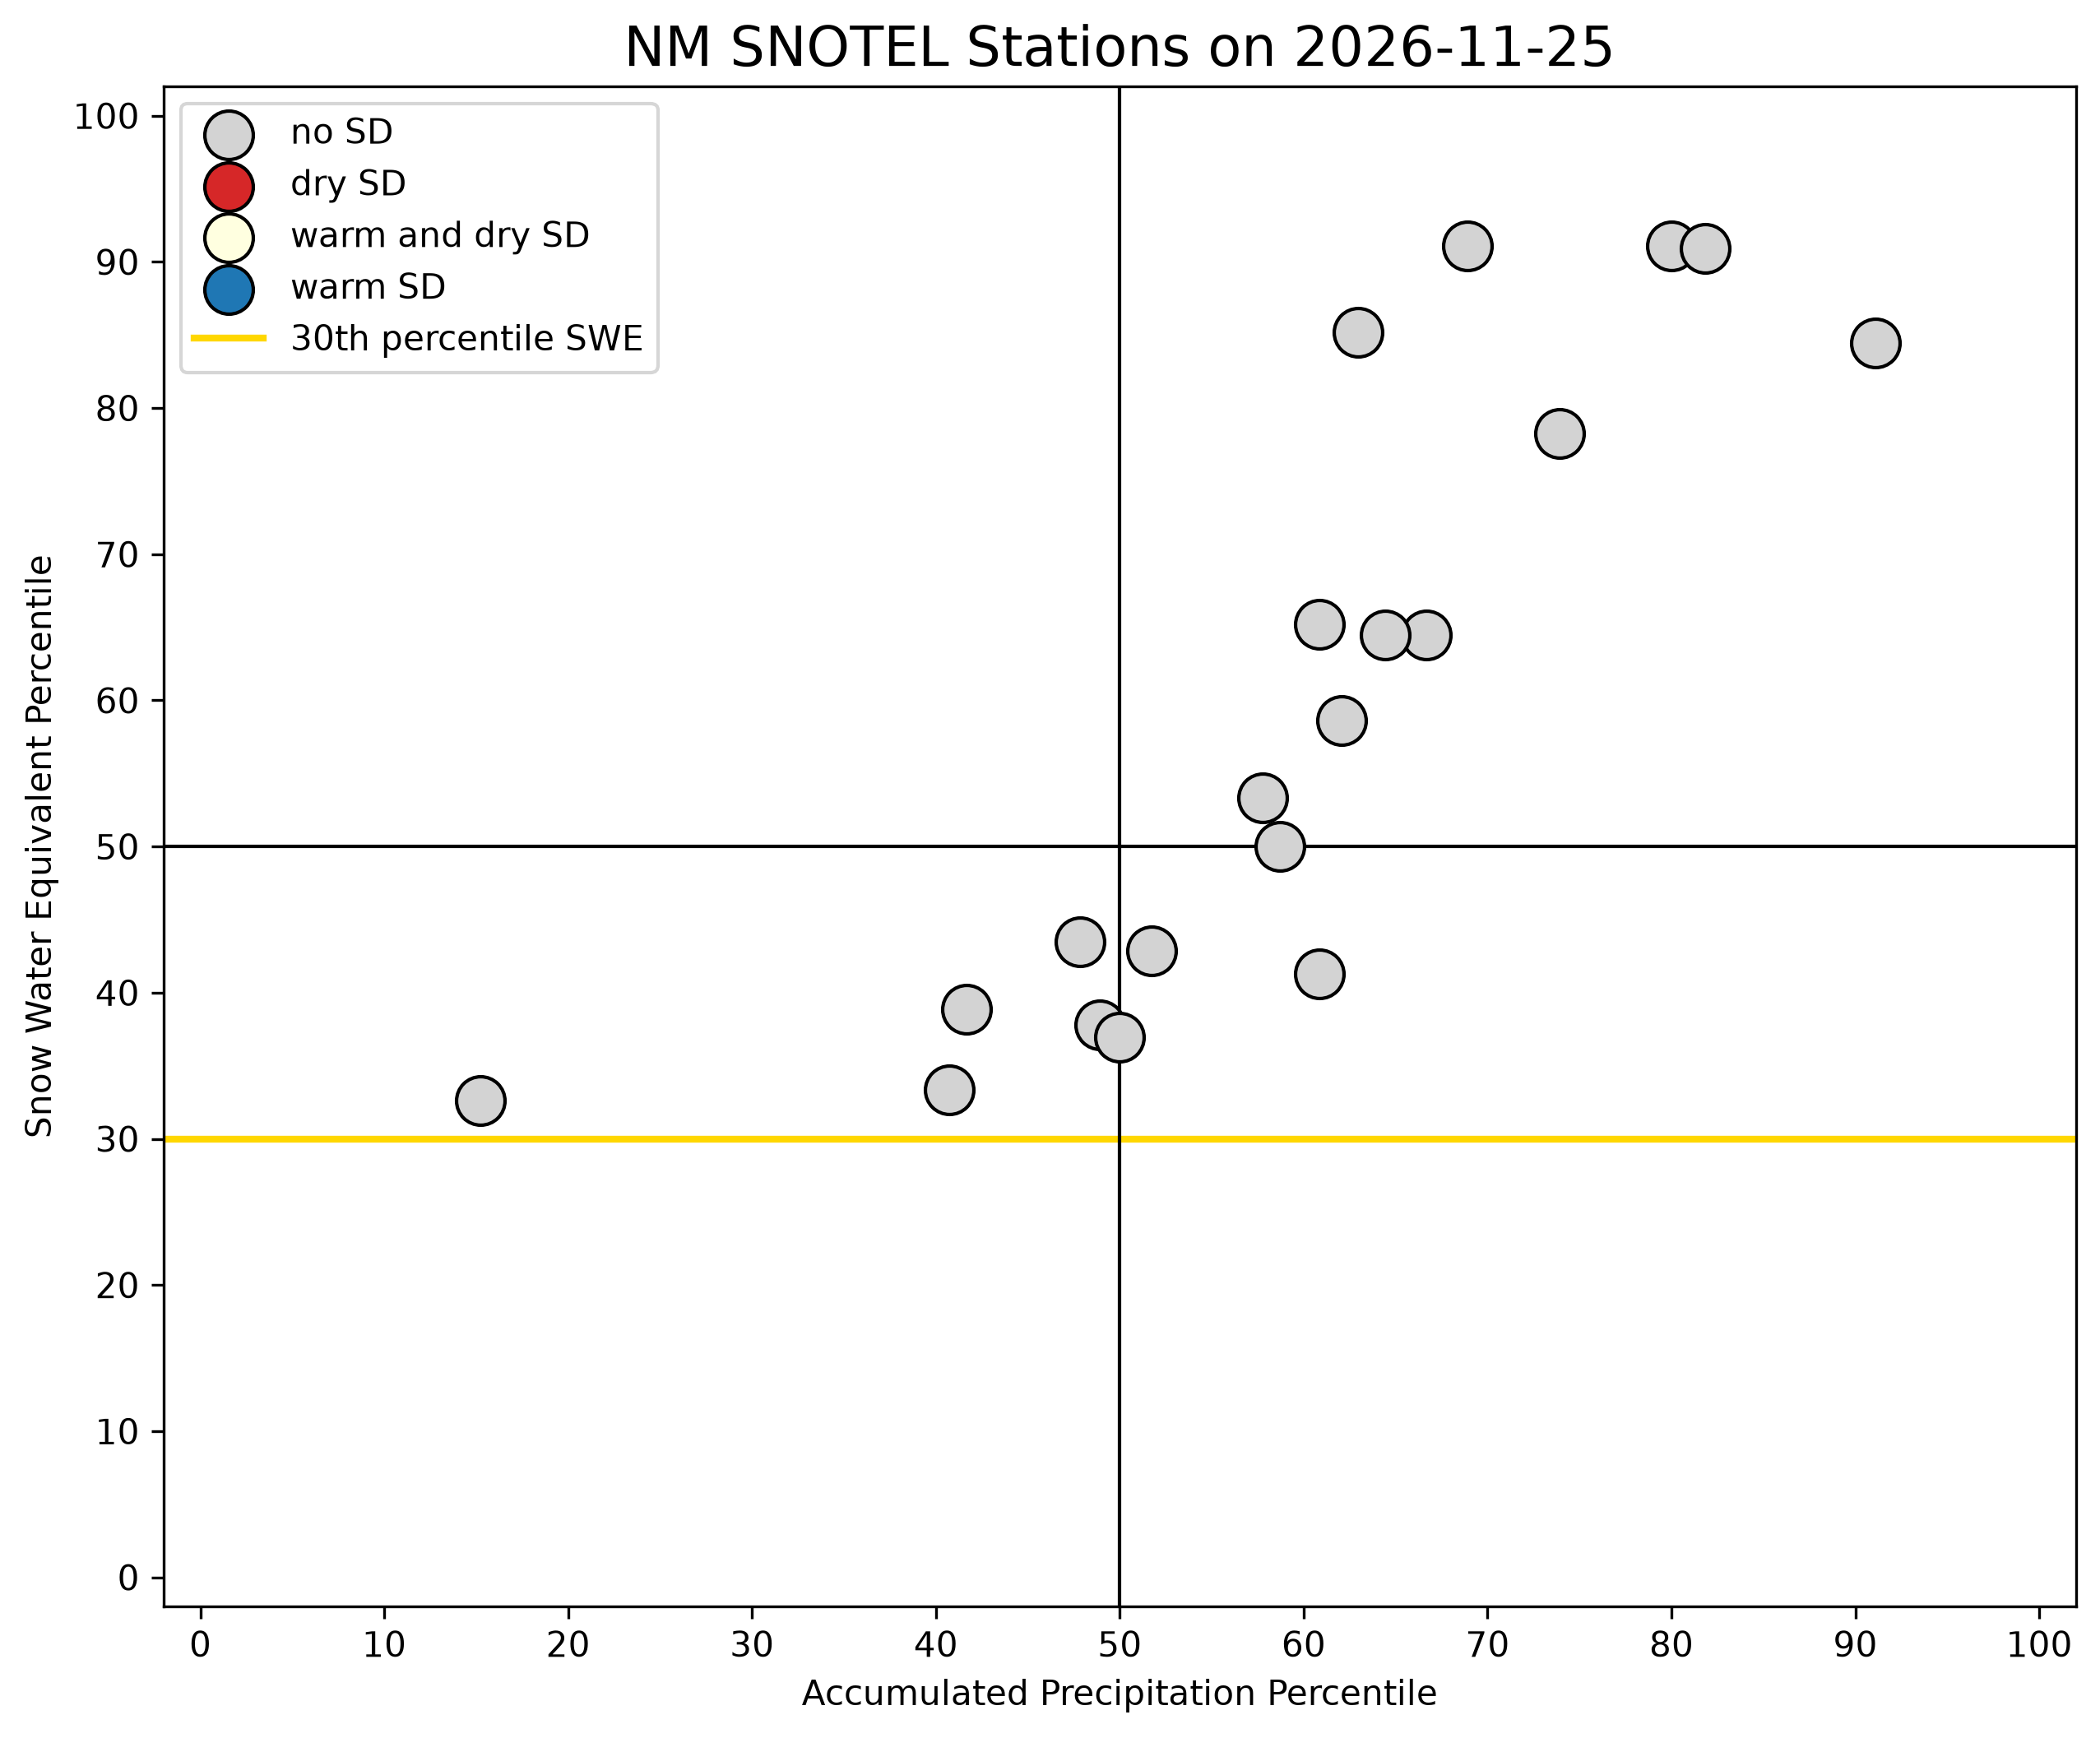 NM SNOTEL Stations on 2026-11-25
no SD
dry SD
warm and dry SD
warm SD
30th percentile SWE
Snow Water Equivalent Percentile
100
90
80
70
60
50
40
30
20
10
0
0 10 20 30 40 50 60 70 80 90 100
Accumulated Precipitation Percentile